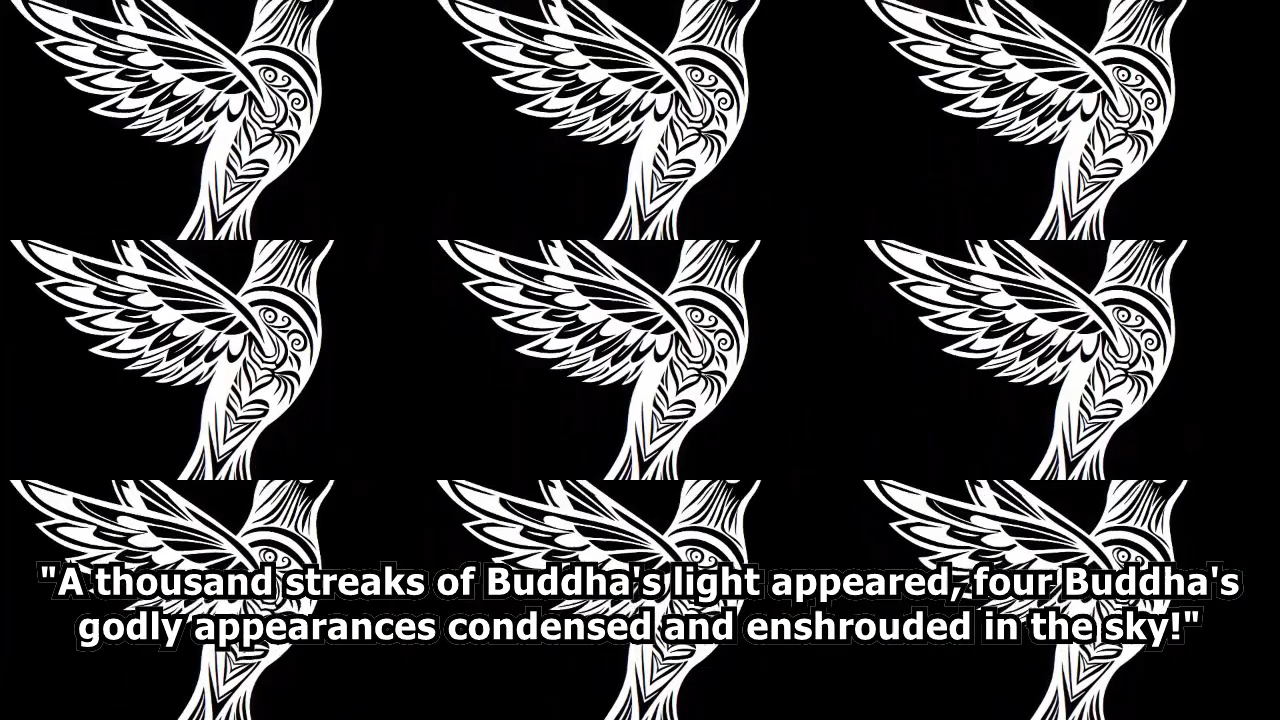 "A thousand streaks of Buddha's light appeared, four Buddha's
godly appearances condensed and enshrouded in the sky!"